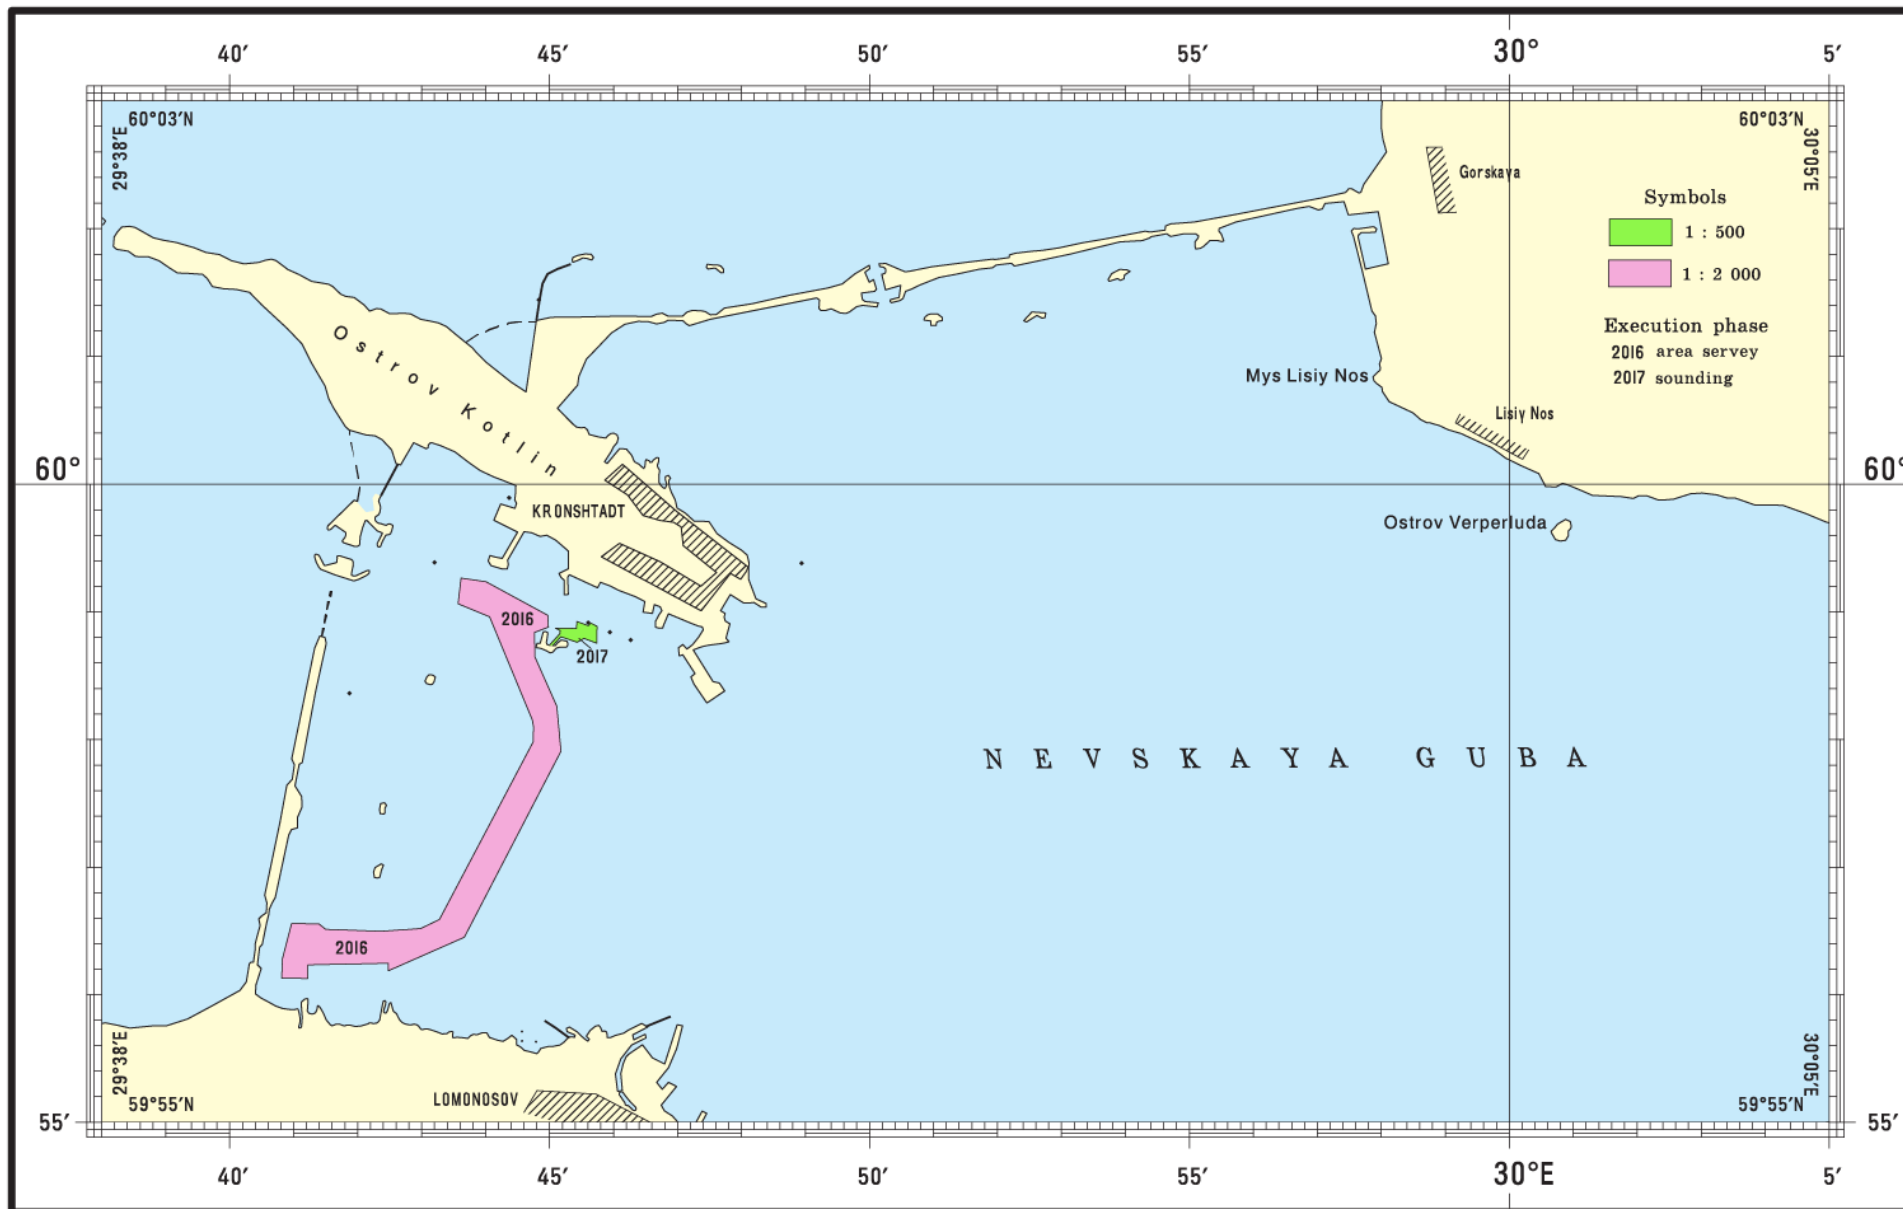 40′ 45′ 50′ 55′ 30° 5′
60°03′N 60°03′N
29°38′E 30°05′E
Gorskaya
Symbols
1 : 500
1 : 2 000
Execution phase
2016 area servey
2017 sounding
Ostrov Kotlin
Mys Lisiy Nos
Lisiy Nos
60° 60°
KRONSHTADT
Ostrov Verperluda
2016
2017
NEVSKAYA GUBA
2016
29°38′E 30°05′E
LOMONOSOV
59°55′N 59°55′N
55′ 55′
40′ 45′ 50′ 55′ 30°E 5′